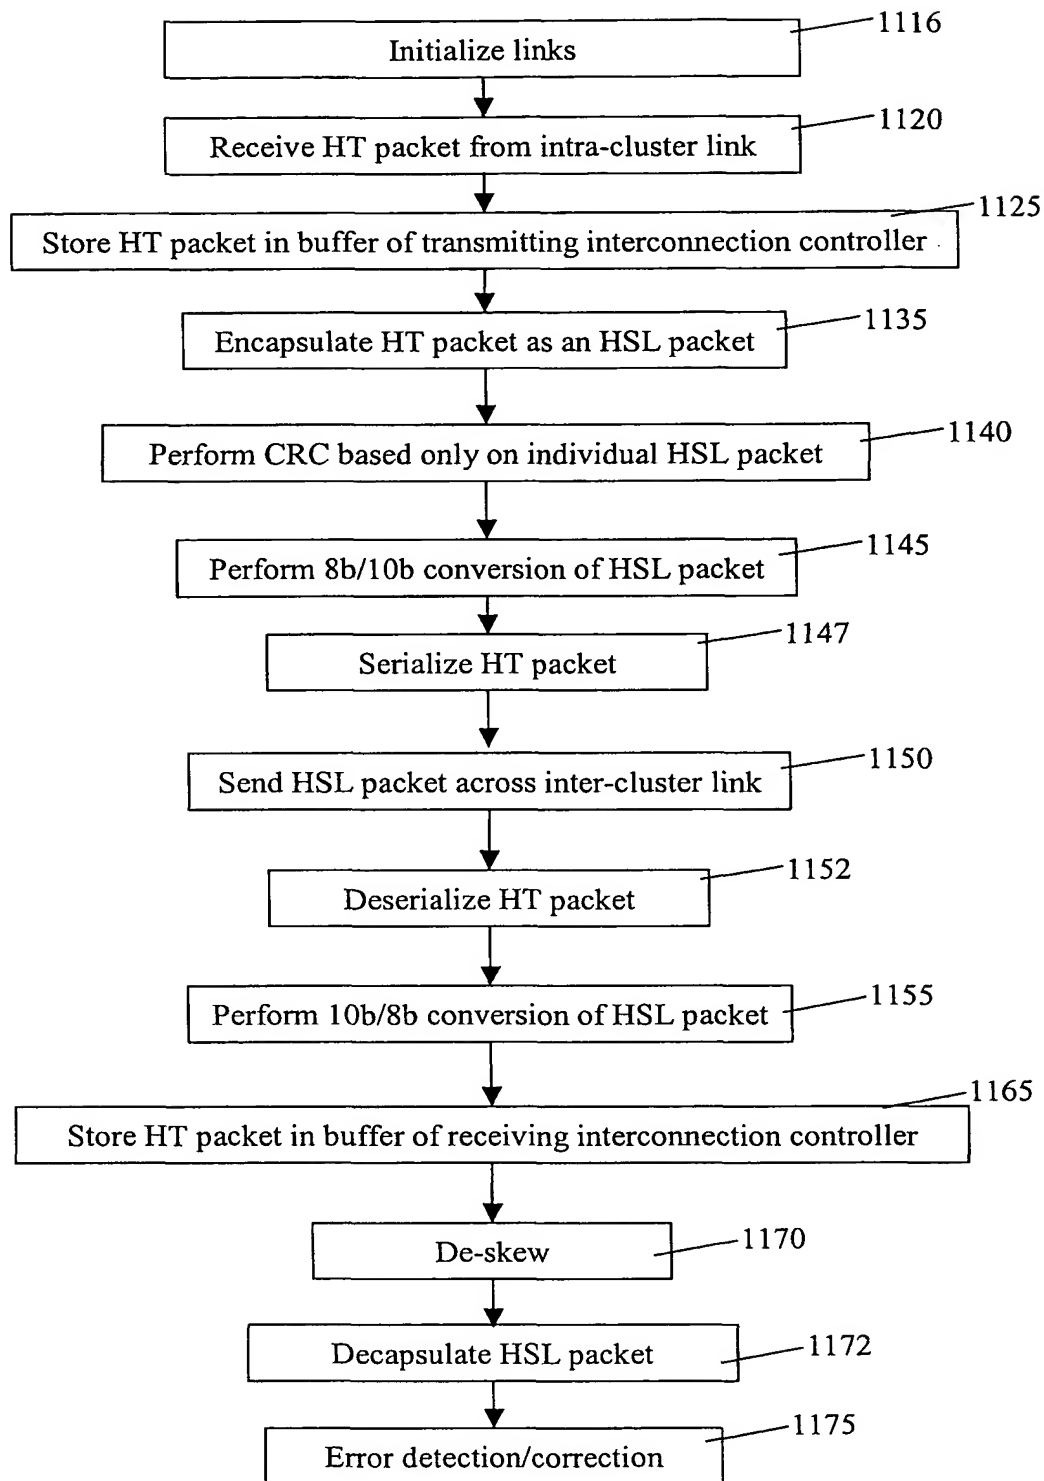 1116
Initialize links
1120
Receive HT packet from intra-cluster link
1125
Store HT packet in buffer of transmitting interconnection controller
1135
Encapsulate HT packet as an HSL packet
1140
Perform CRC based only on individual HSL packet
1145
Perform 8b/10b conversion of HSL packet
1147
Serialize HT packet
1150
Send HSL packet across inter-cluster link
1152
Deserialize HT packet
1155
Perform 10b/8b conversion of HSL packet
1165
Store HT packet in buffer of receiving interconnection controller
1170
De-skew
1172
Decapsulate HSL packet
1175
Error detection/correction